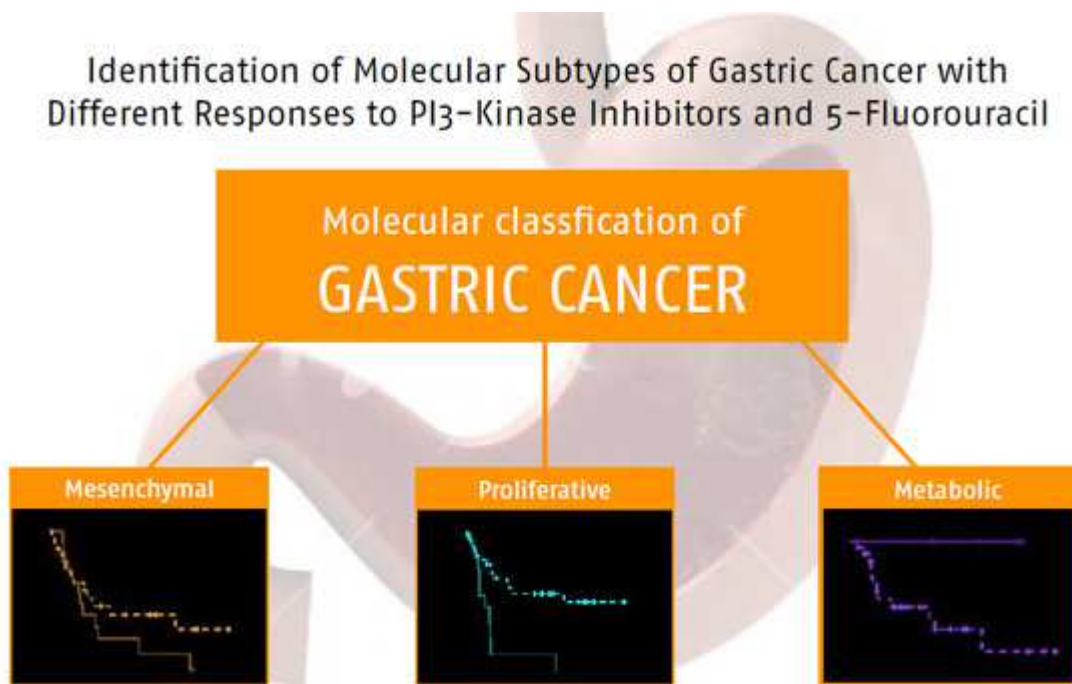 Identification of Molecular Subtypes of Gastric Cancer with
Different Responses to PI3-Kinase Inhibitors and 5-Fluorouracil
Molecular classfication of
GASTRIC CANCER
Mesenchymal
Proliferative
Metabolic